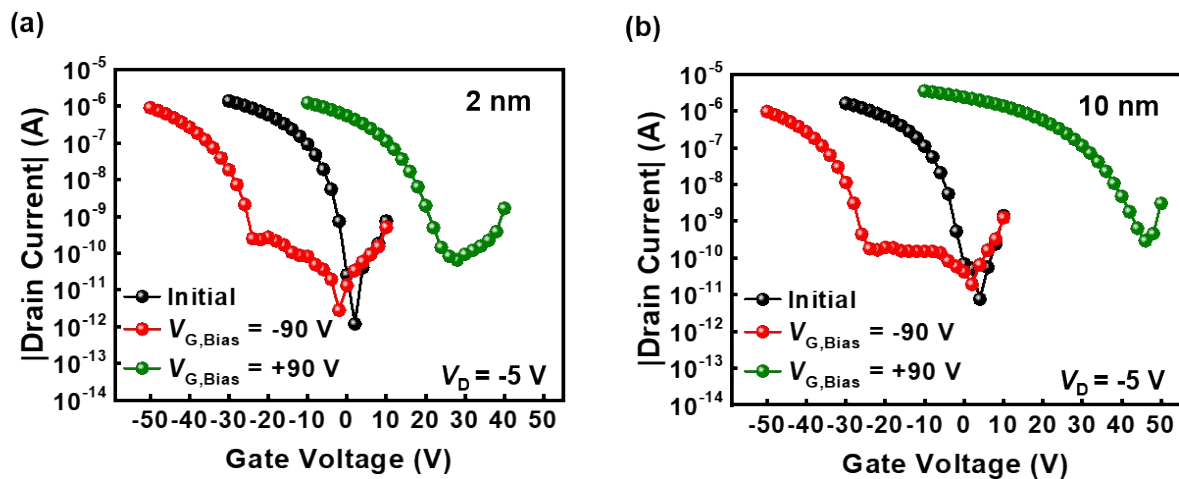 (a)
10⁻⁵
10⁻⁶
10⁻⁷
10⁻⁸
10⁻⁹
10⁻¹⁰
10⁻¹¹
10⁻¹²
10⁻¹³
10⁻¹⁴
|Drain Current| (A)
2 nm
Initial
V_G,Bias = -90 V
V_G,Bias = +90 V
V_D = -5 V
-50 -40 -30 -20 -10 0 10 20 30 40 50
Gate Voltage (V)
(b)
10⁻⁵
10⁻⁶
10⁻⁷
10⁻⁸
10⁻⁹
10⁻¹⁰
10⁻¹¹
10⁻¹²
10⁻¹³
10⁻¹⁴
|Drain Current| (A)
10 nm
Initial
V_G,Bias = -90 V
V_G,Bias = +90 V
V_D = -5 V
-50 -40 -30 -20 -10 0 10 20 30 40 50
Gate Voltage (V)